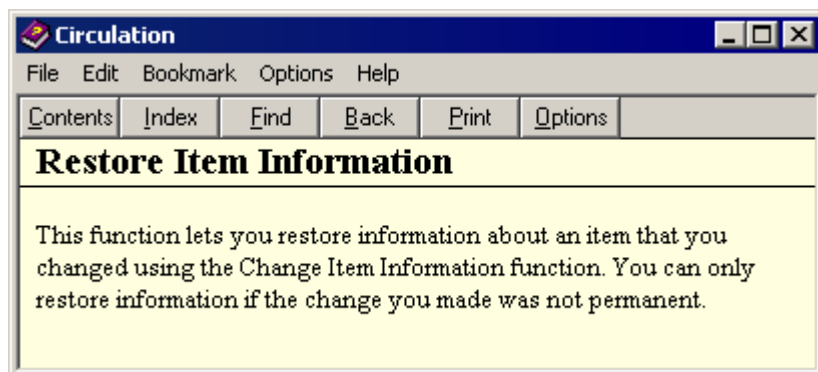 Circulation
File Edit Bookmark Options Help
Contents Index Find Back Print Options
Restore Item Information
This function lets you restore information about an item that you
changed using the Change Item Information function. You can only
restore information if the change you made was not permanent.